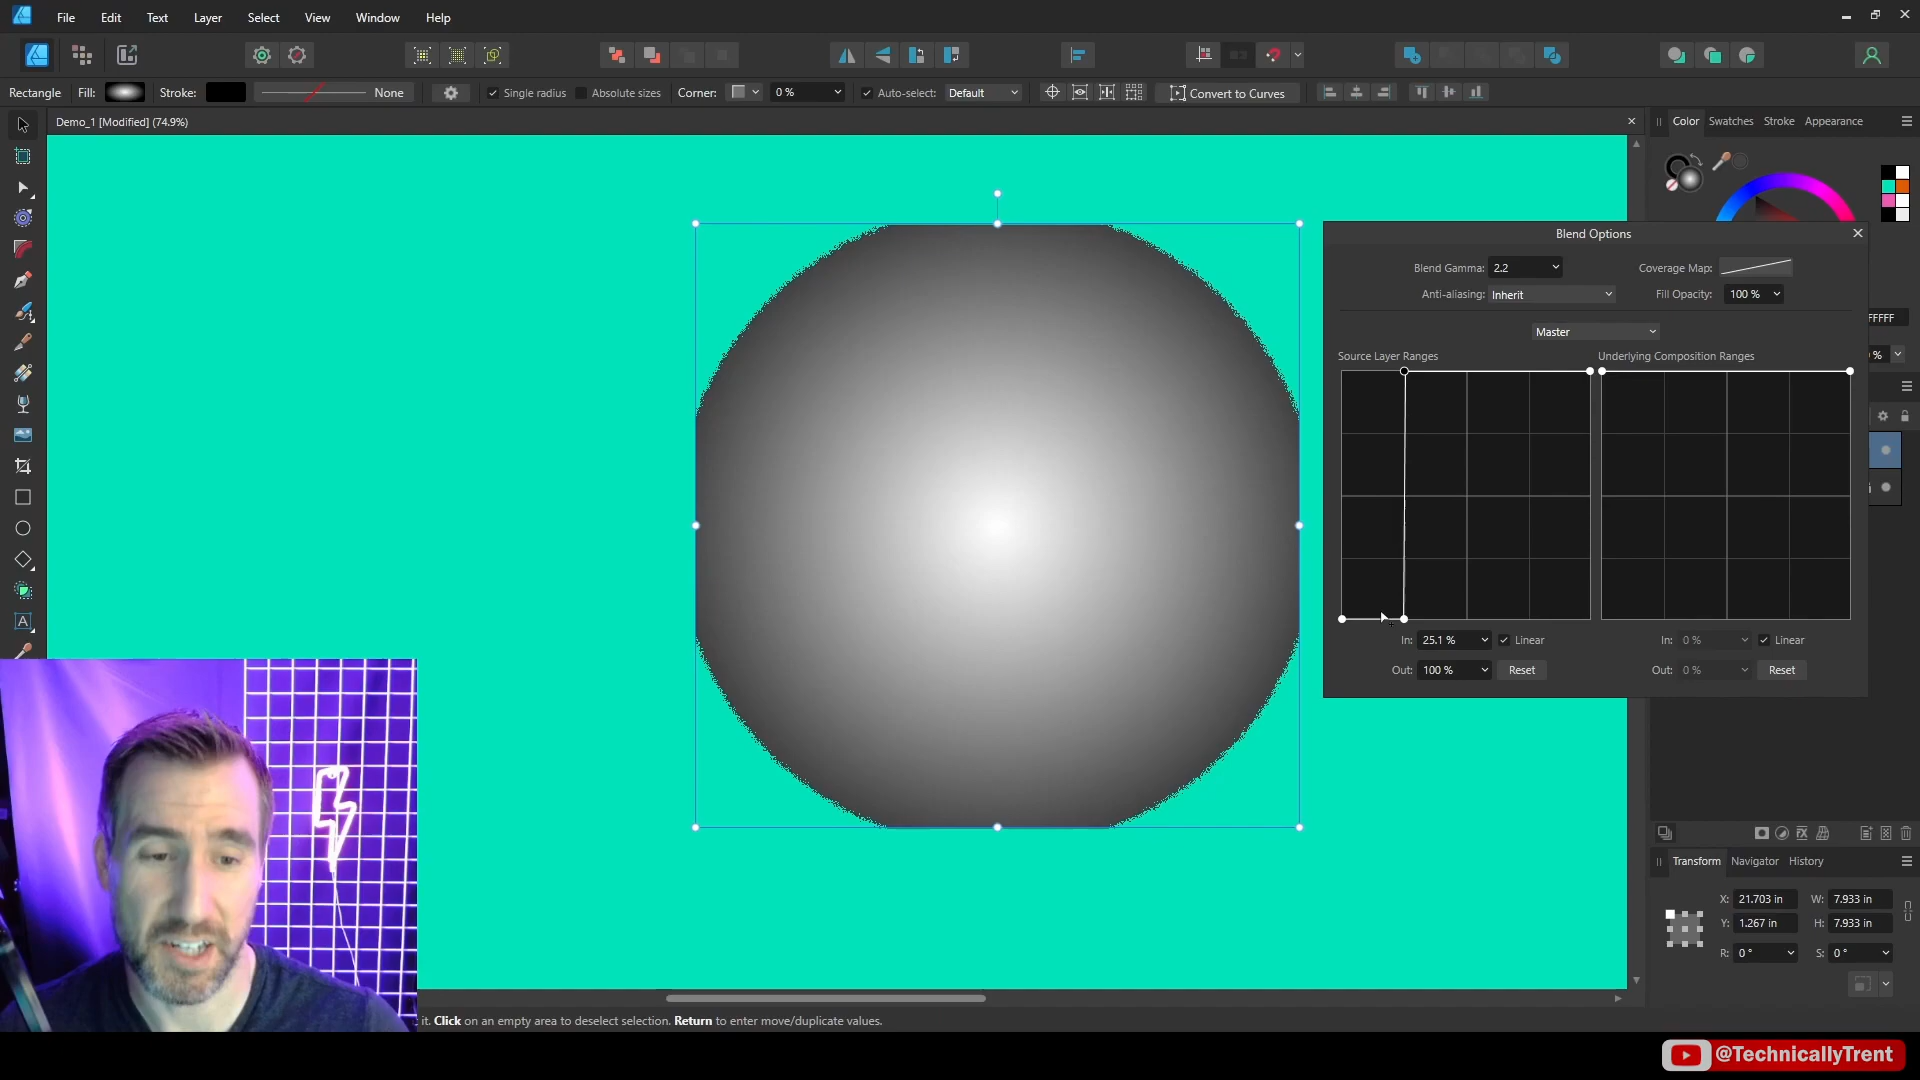 File Edit Text Layer Select View Window Help
Rectangle Fill: Stroke: None Single radius Absolute sizes Corner: 0 % Auto-select: Default Convert to Curves
Demo_1 [Modified] (74.9%)
Color Swatches Stroke Appearance
Blend Options
Blend Gamma: 2.2 Coverage Map:
Anti-aliasing: Inherit Fill Opacity: 100 %
Master
FFFFF
Source Layer Ranges Underlying Composition Ranges
%
In: 25.1 % Linear In: 0 % Linear
Out: 100 % Reset Out: 0 % Reset
A
fx
Transform Navigator History
X: 21.703 in W: 7.933 in
Y: 1.267 in H: 7.933 in
R: 0 ° S: 0 °
it. Click on an empty area to deselect selection. Return to enter move/duplicate values.
@TechnicallyTrent